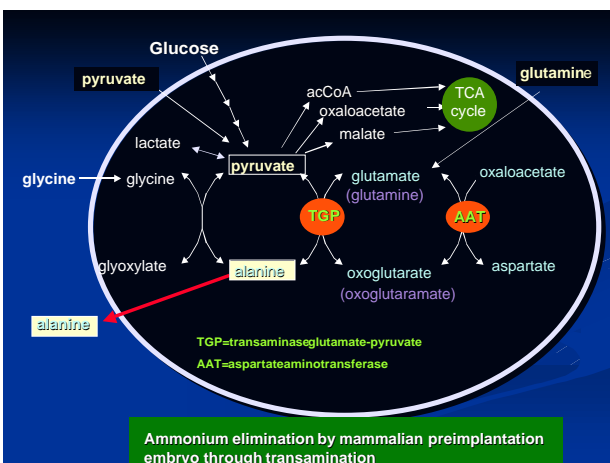 Glucose
pyruvate
glutamine
acCoA
TCA
cycle
oxaloacetate
malate
lactate
pyruvate
glycine
glycine
glutamate
(glutamine)
oxaloacetate
TGP
AAT
glyoxylate
alanine
oxoglutarate
(oxoglutaramate)
aspartate
alanine
TGP=transaminaseglutamate-pyruvate
AAT=aspartateaminotransferase
Ammonium elimination by mammalian preimplantation
embryo through transamination